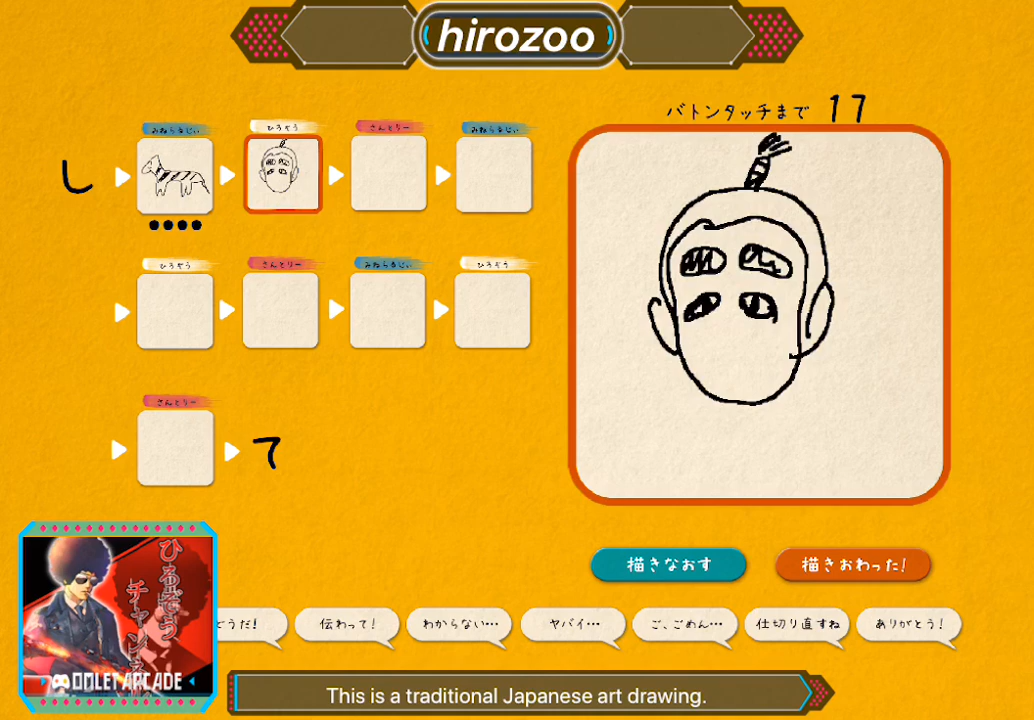 hirozoo
バトンタッチまで 17
みねらるじぃ
ひろぞう
さんとりー
みねらるじぃ
し
ひろぞう
さんとりー
みねらるじぃ
ひろぞう
さんとりー
て
描きなおす
描きおわった!
どうだ!
伝わって!
わからない…
ヤバイ…
ご、ごめん…
仕切り直すね
ありがとう!
ひろぞう
チャンネル
DOLET ARCADE
This is a traditional Japanese art drawing.